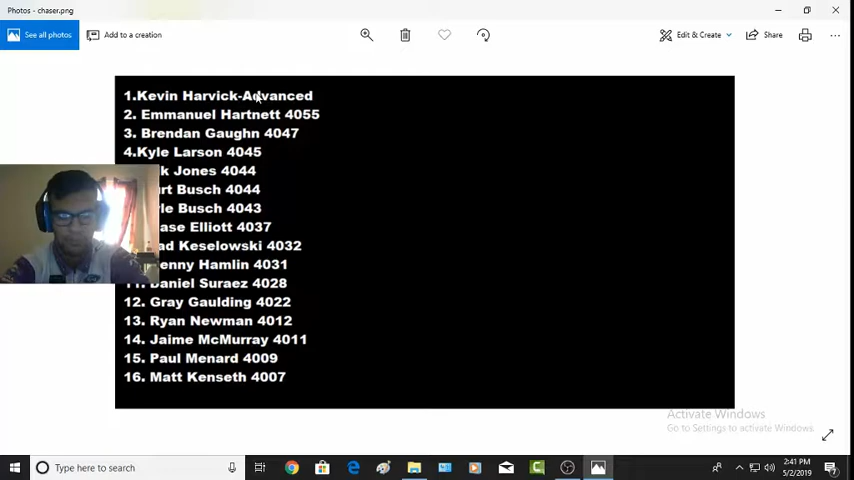 Photos - chaser.png
See all photos
Add to a creation
Edit & Create
Share
1.Kevin Harvick-Advanced
2. Emmanuel Hartnett 4055
3. Brendan Gaughn 4047
4.Kyle Larson 4045
k Jones 4044
rt Busch 4044
le Busch 4043
ase Elliott 4037
ad Keselowski 4032
enny Hamlin 4031
11. Daniel Suraez 4028
12. Gray Gaulding 4022
13. Ryan Newman 4012
14. Jaime McMurray 4011
15. Paul Menard 4009
16. Matt Kenseth 4007
Activate Windows
Go to Settings to activate Windows.
Type here to search
2:41 PM
5/2/2019